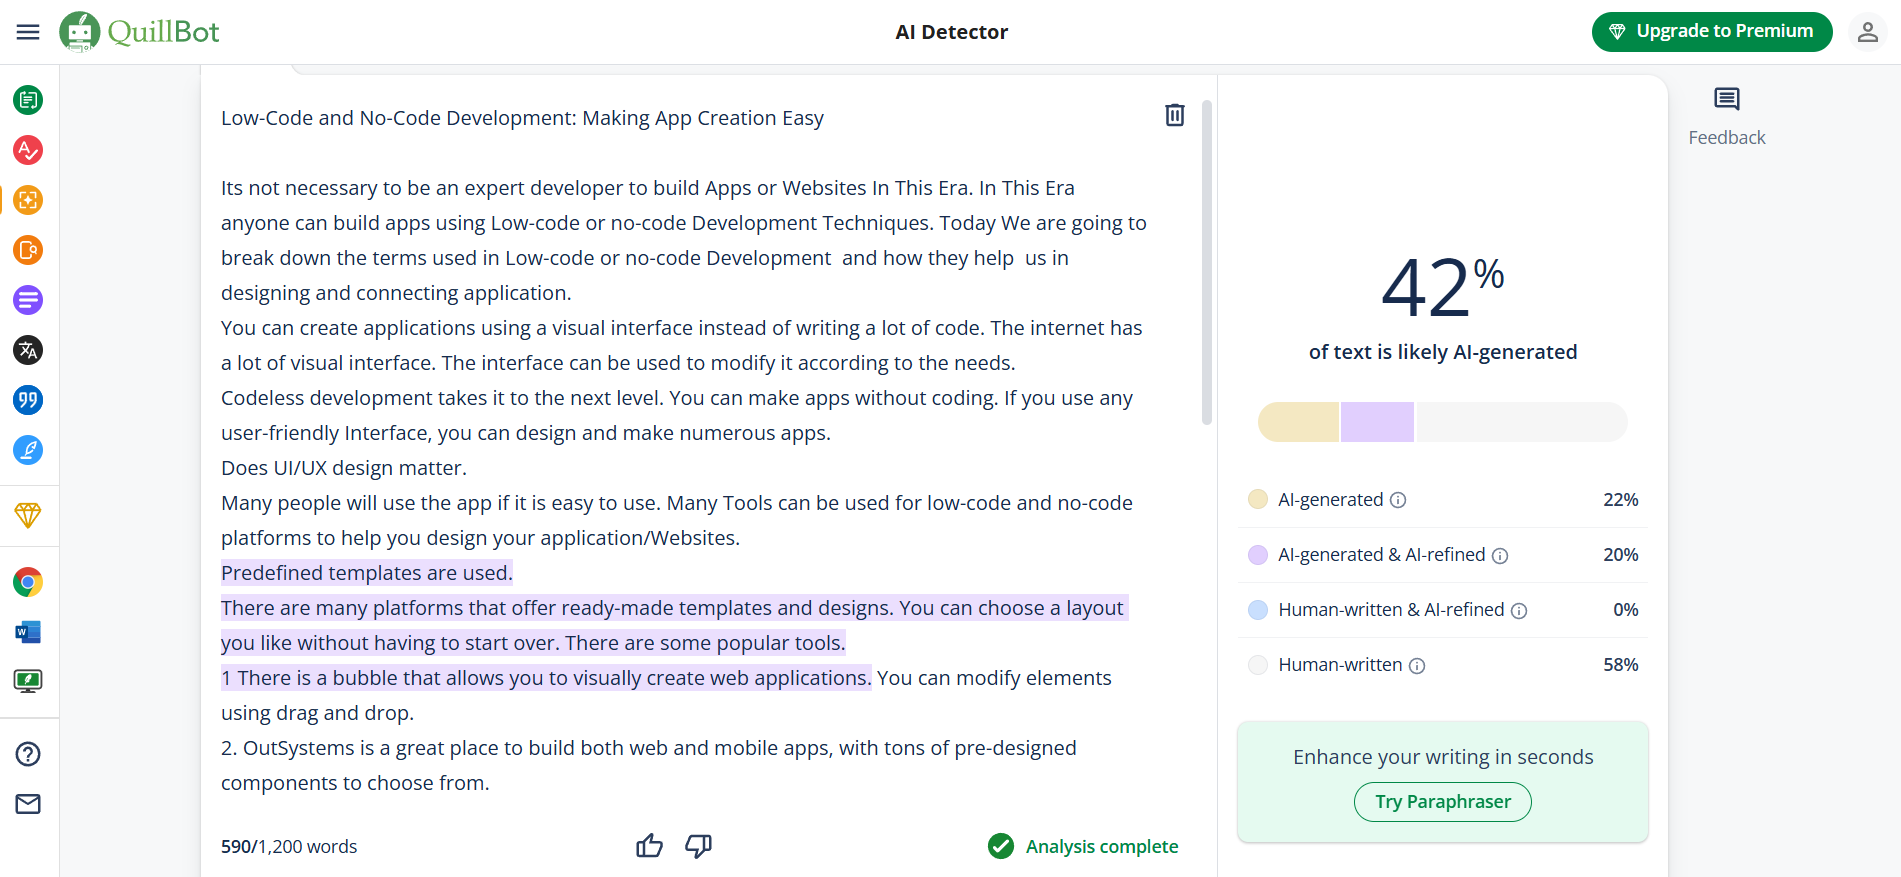 QuillBot
AI Detector
Upgrade to Premium
Feedback
Low-Code and No-Code Development: Making App Creation Easy
Its not necessary to be an expert developer to build Apps or Websites In This Era. In This Era
anyone can build apps using Low-code or no-code Development Techniques. Today We are going to
break down the terms used in Low-code or no-code Development  and how they help  us in
designing and connecting application.
You can create applications using a visual interface instead of writing a lot of code. The internet has
a lot of visual interface. The interface can be used to modify it according to the needs.
Codeless development takes it to the next level. You can make apps without coding. If you use any
user-friendly Interface, you can design and make numerous apps.
Does UI/UX design matter.
Many people will use the app if it is easy to use. Many Tools can be used for low-code and no-code
platforms to help you design your application/Websites.
Predefined templates are used.
There are many platforms that offer ready-made templates and designs. You can choose a layout
you like without having to start over. There are some popular tools.
1 There is a bubble that allows you to visually create web applications. You can modify elements
using drag and drop.
2. OutSystems is a great place to build both web and mobile apps, with tons of pre-designed
components to choose from.
590/1,200 words
Analysis complete
42%
of text is likely AI-generated
AI-generated 22%
AI-generated & AI-refined 20%
Human-written & AI-refined 0%
Human-written 58%
Enhance your writing in seconds
Try Paraphraser